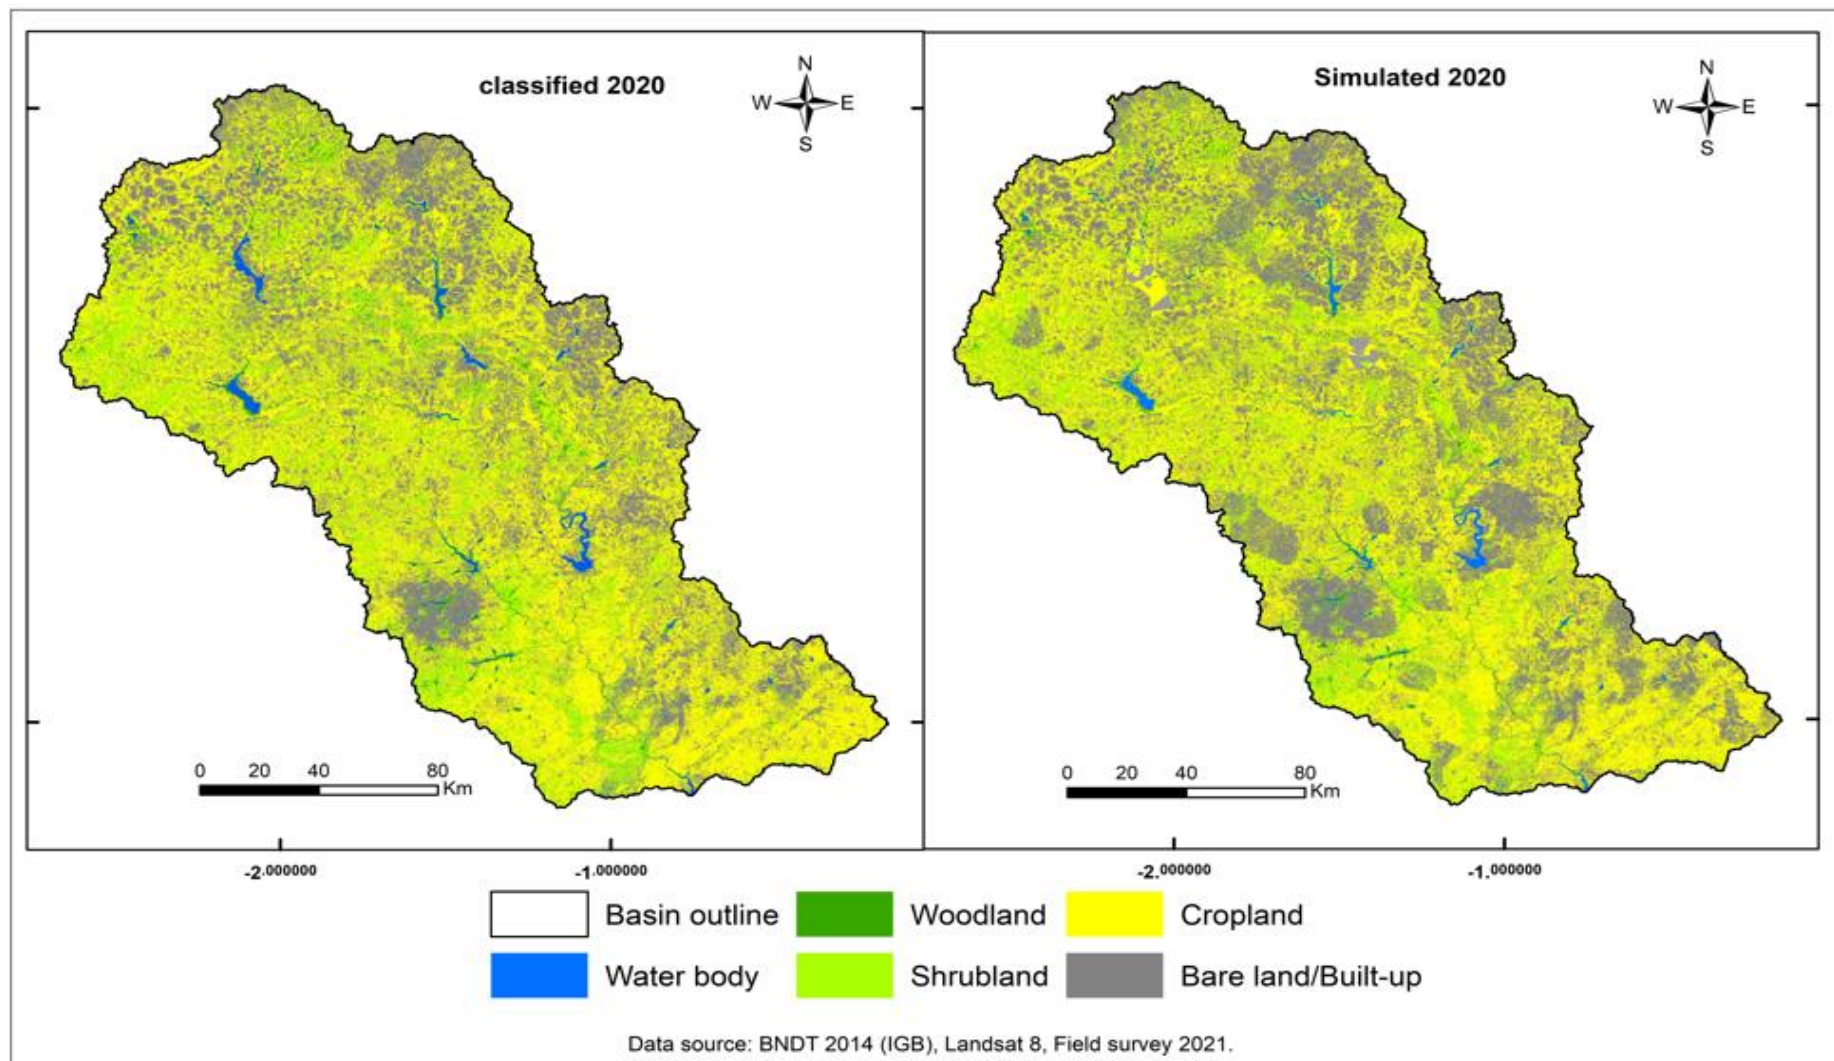 classified 2020
N
W E
S
Simulated 2020
N
W E
S
0 20 40 80
Km
0 20 40 80
Km
-2.000000
-1.000000
-2.000000
-1.000000
Basin outline
Woodland
Cropland
Water body
Shrubland
Bare land/Built-up
Data source: BNDT 2014 (IGB), Landsat 8, Field survey 2021.